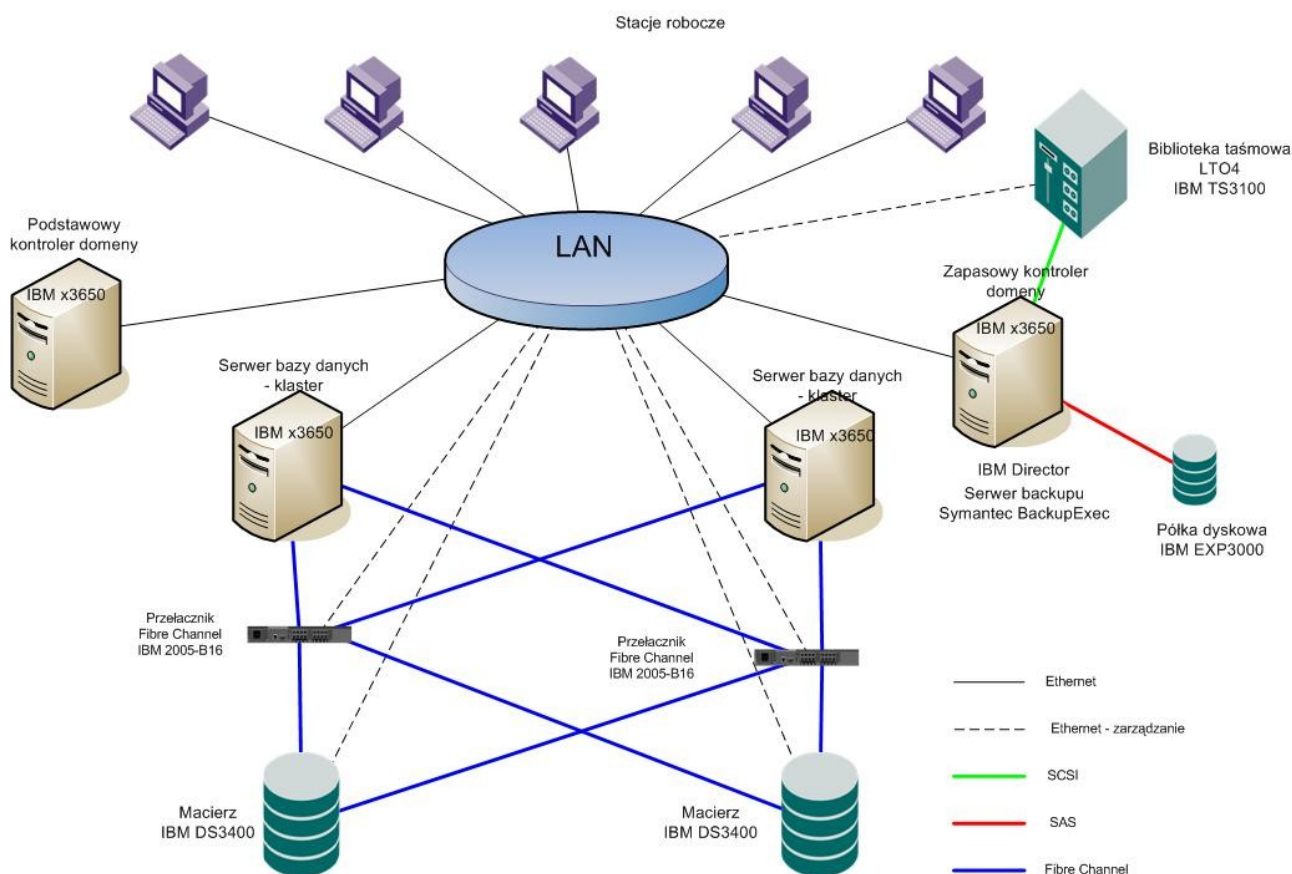 Stacje robocze
Biblioteka taśmowa
LTO4
IBM TS3100
Podstawowy
kontroler domeny
IBM x3650
LAN
Zapasowy kontroler
domeny
IBM x3650
Serwer bazy danych
- klaster
IBM x3650
Serwer bazy danych
- klaster
IBM x3650
IBM Director
Serwer backupu
Symantec BackupExec
Półka dyskowa
IBM EXP3000
Przełacznik
Fibre Channel
IBM 2005-B16
Przełacznik
Fibre Channel
IBM 2005-B16
Macierz
IBM DS3400
Macierz
IBM DS3400
Ethernet
Ethernet - zarządzanie
SCSI
SAS
Fibre Channel